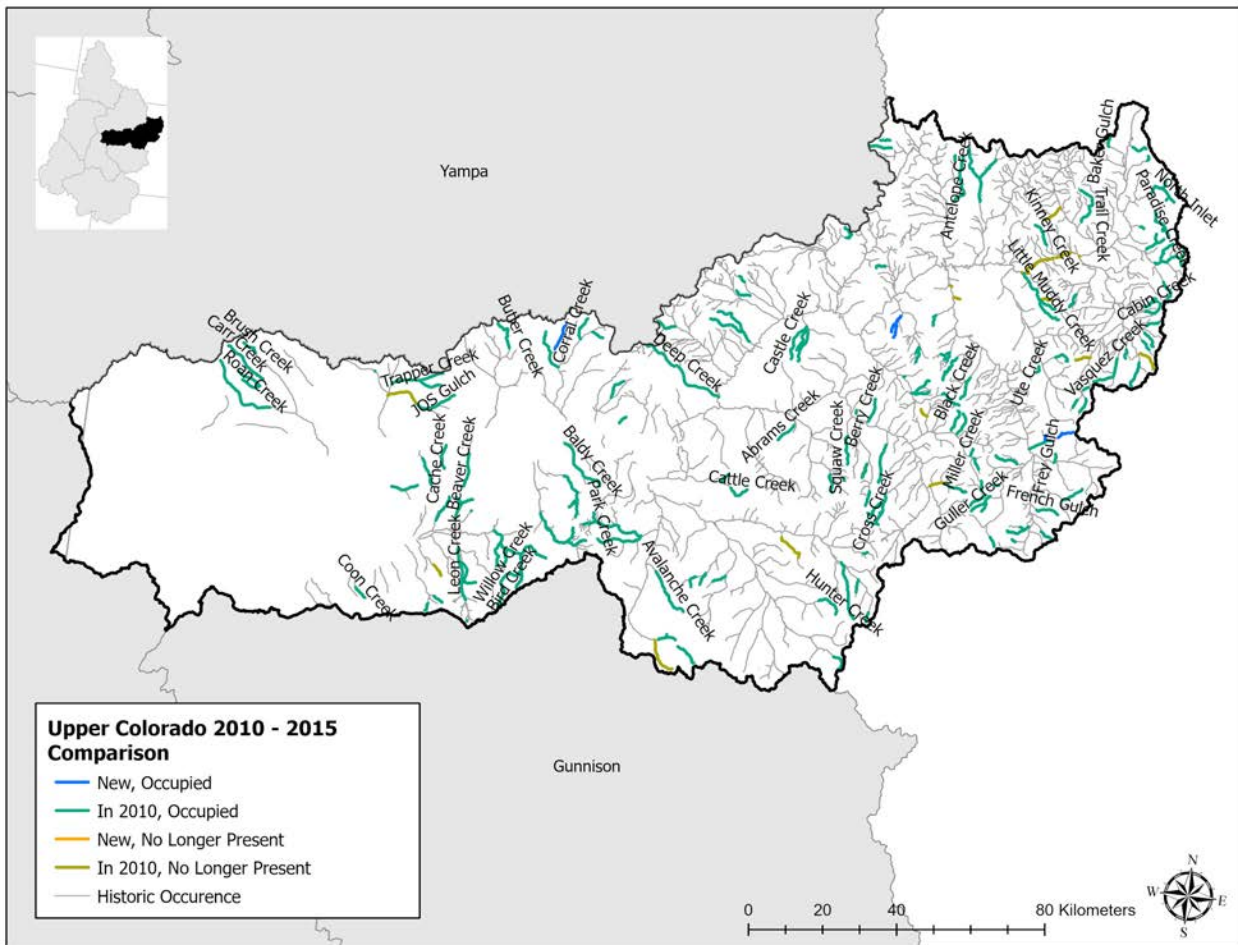 Yampa
Baker Gulch
Antelope Creek
North Inlet
Paradise Creek
Trail Creek
Kinney Creek
Little Muddy Creek
Cabin Creek
Vasquez Creek
Brush Creek
Carr Creek
Roan Creek
Butler Creek
Corral Creek
Trapper Creek
JQS Gulch
Deep Creek
Castle Creek
Black Creek
Ute Creek
Berry Creek
Abrams Creek
Squaw Creek
Miller Creek
Frey Gulch
Cache Creek
Beaver Creek
Baldy Creek
Cattle Creek
Park Creek
Cross Creek
Guller Creek
French Gulch
Leon Creek
Willow Creek
Bird Creek
Coon Creek
Avalanche Creek
Hunter Creek
Gunnison
Upper Colorado 2010 - 2015
Comparison
New, Occupied
In 2010, Occupied
New, No Longer Present
In 2010, No Longer Present
Historic Occurence
0 20 40 80 Kilometers
N
W E
S